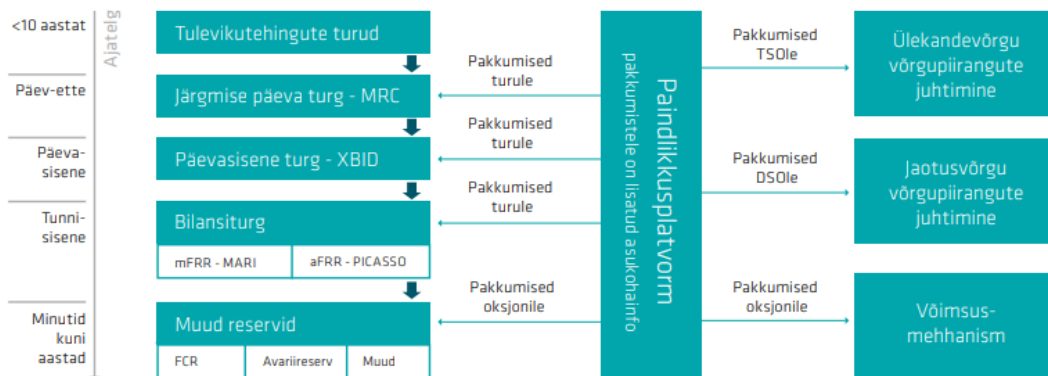 <10 aastat
Ajatelg
Päev-ette
Päeva-
sisene
Tunni-
sisene
Minutid
kuni
aastad
Tulevikutehingute turud
Järgmise päeva turg - MRC
Päevasisene turg - XBID
Bilansiturg
mFRR - MARI
aFRR - PICASSO
Muud reservid
FCR
Avariireserv
Muud
Pakkumised
turule
Pakkumised
turule
Pakkumised
turule
Pakkumised
oksjonile
Paindlikkusplatvorm
pakkumistele on lisatud asukohainfo
Pakkumised
TSOle
Pakkumised
DSOle
Pakkumised
oksjonile
Ülekandevõrgu
võrgupiirangute
juhtimine
Jaotusvõrgu
võrgupiirangute
juhtimine
Võimsus-
mehhanism